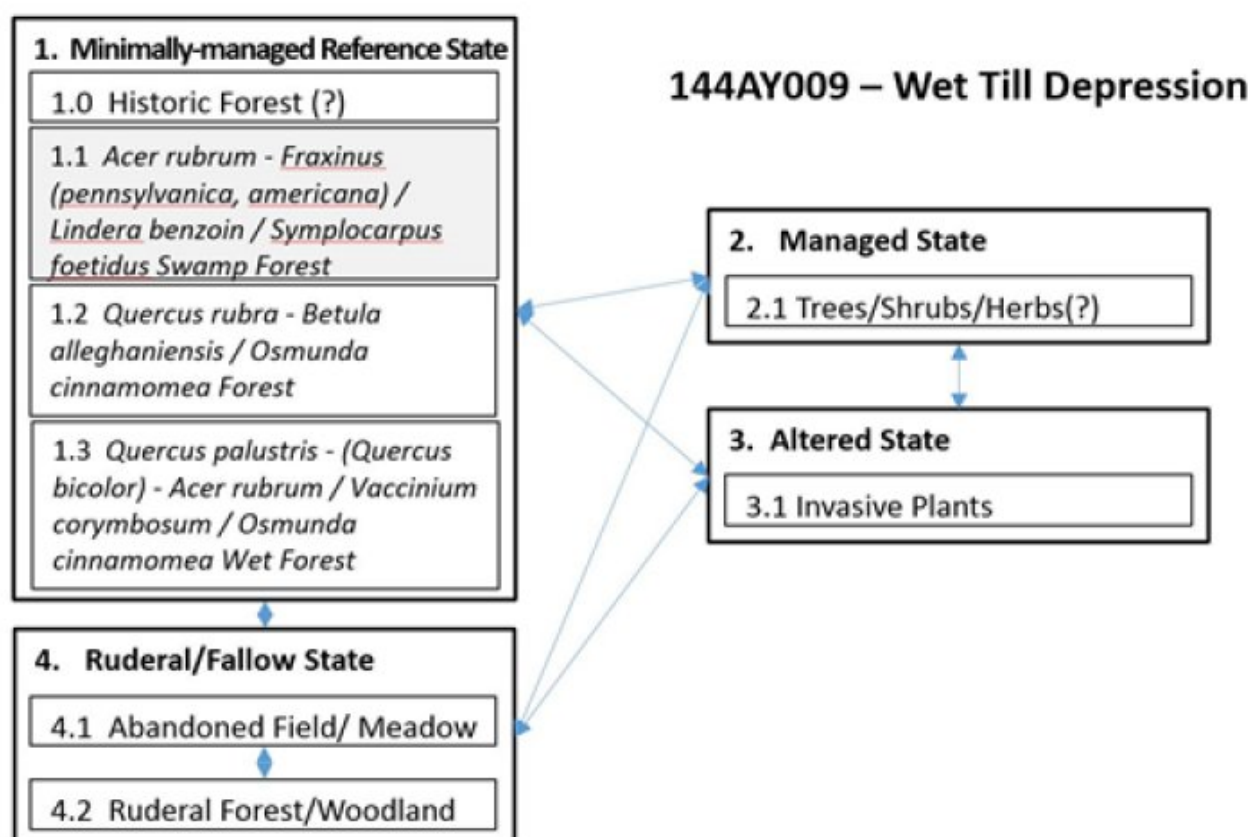 1. Minimally-managed Reference State
1.0 Historic Forest (?)
1.1 Acer rubrum - Fraxinus
(pennsylvanica, americana) /
Lindera benzoin / Symplocarpus
foetidus Swamp Forest
1.2 Quercus rubra - Betula
alleghaniensis / Osmunda
cinnamomea Forest
1.3 Quercus palustris - (Quercus
bicolor) - Acer rubrum / Vaccinium
corymbosum / Osmunda
cinnamomea Wet Forest
4. Ruderal/Fallow State
4.1 Abandoned Field/ Meadow
4.2 Ruderal Forest/Woodland
144AY009 – Wet Till Depression
2. Managed State
2.1 Trees/Shrubs/Herbs(?)
3. Altered State
3.1 Invasive Plants